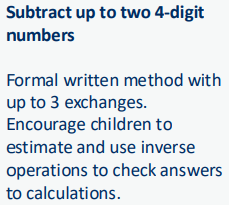 Subtract up to two 4-digit
numbers
Formal written method with
up to 3 exchanges.
Encourage children to
estimate and use inverse
operations to check answers
to calculations.